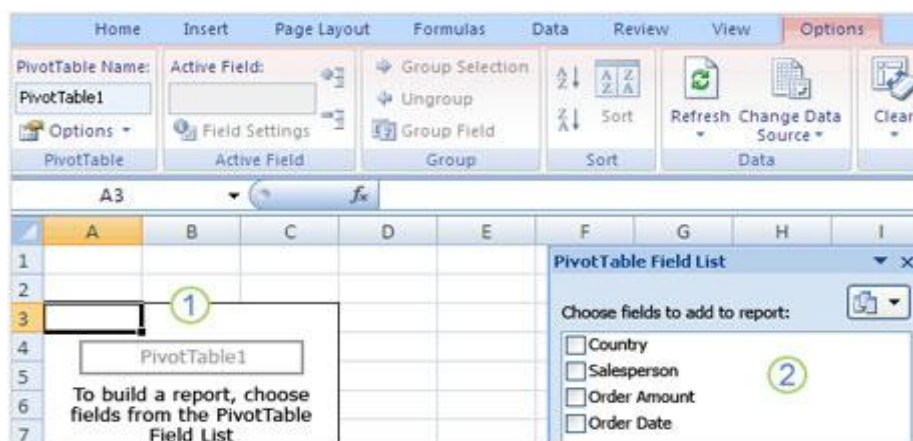 Home Insert Page Layout Formulas Data Review View Options
PivotTable Name: Active Field: Group Selection
PivotTable1 Ungroup
Options Field Settings Group Field Sort Refresh Change Data Source Clear
PivotTable Active Field Group Sort Data
A3 fx
A B C D E F G H I
1 PivotTable Field List
2
3 1 Choose fields to add to report:
4 PivotTable1 Country
5 Salesperson 2
6 To build a report, choose Order Amount
fields from the PivotTable
7 Field List Order Date